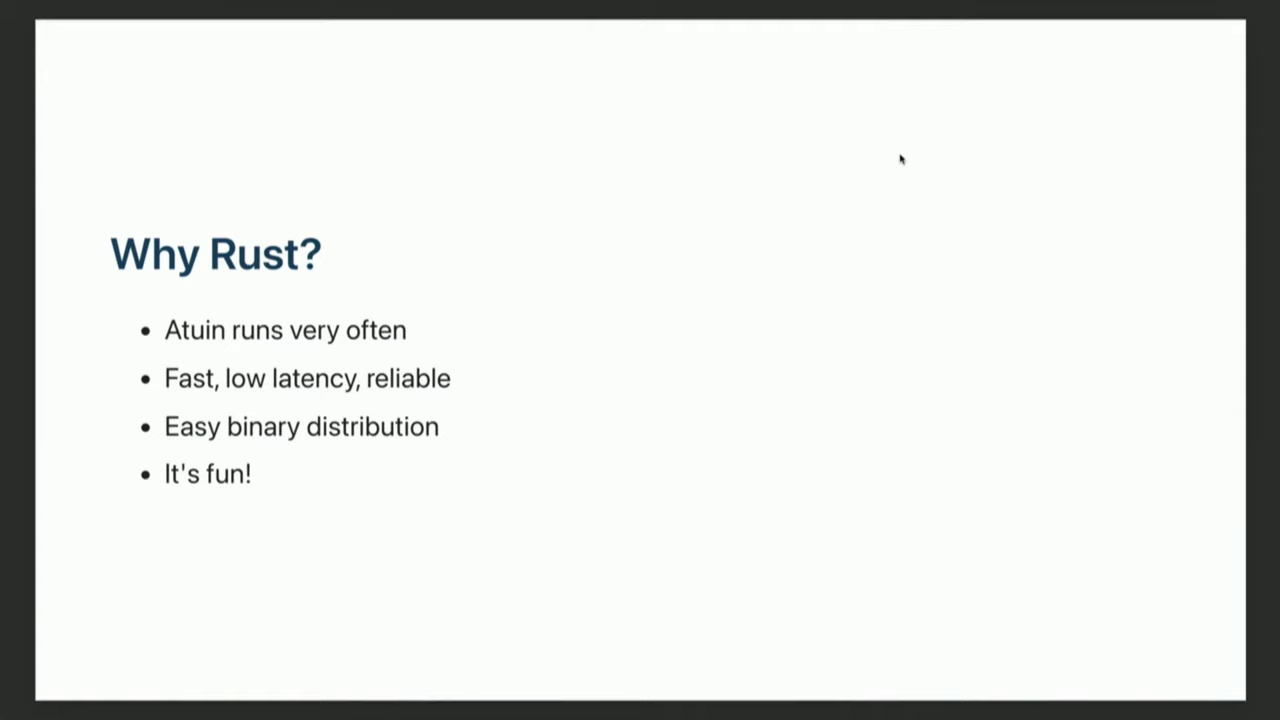 Why Rust?
• Atuin runs very often
• Fast, low latency, reliable
• Easy binary distribution
• It's fun!